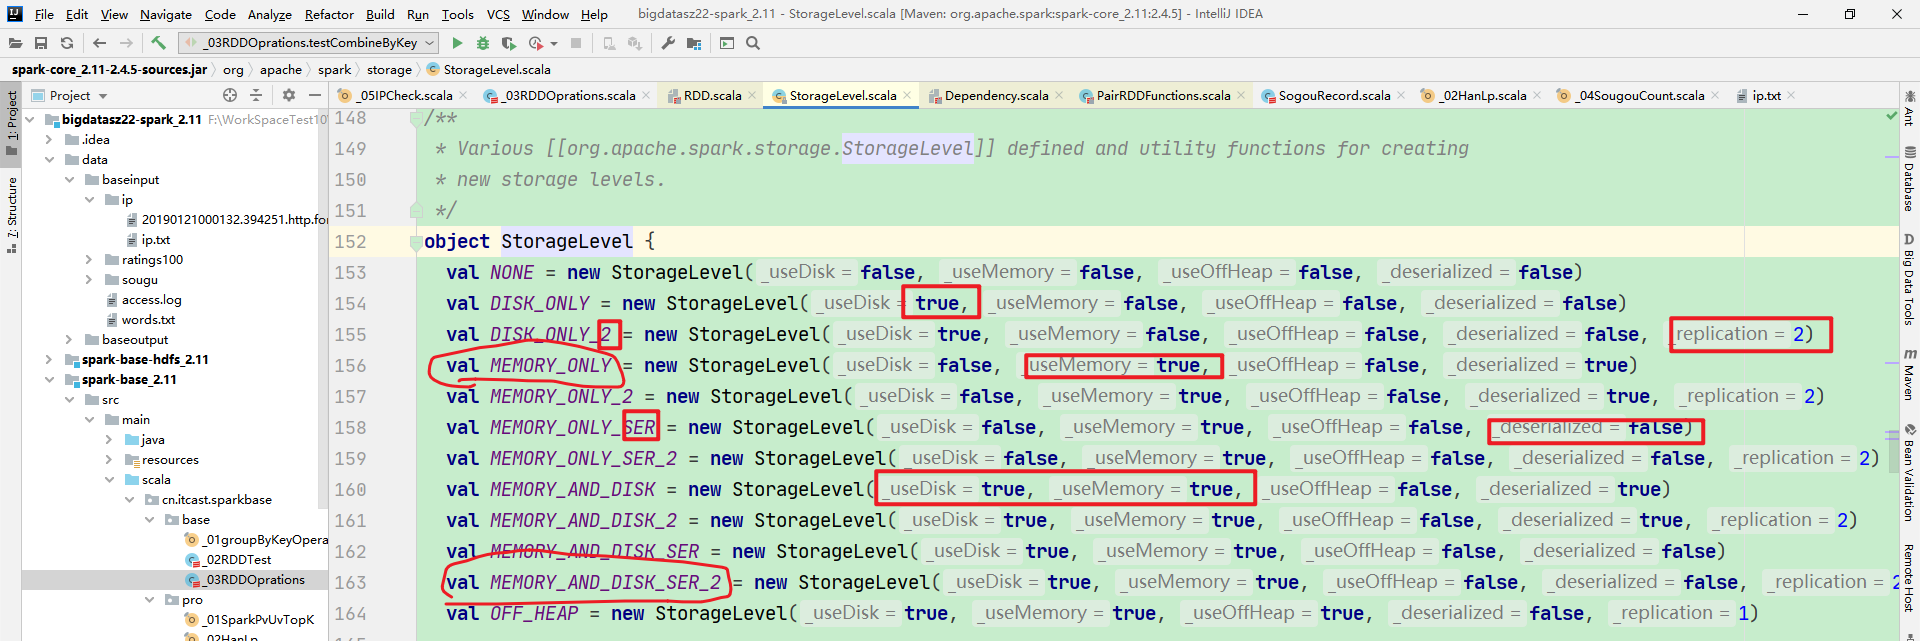 File Edit View Navigate Code Analyze Refactor Build Run Tools VCS Window Help bigdatasz22-spark_2.11 - StorageLevel.scala [Maven: org.apache.spark:spark-core_2.11:2.4.5] - IntelliJ IDEA
_03RDDOprations.testCombineByKey
spark-core_2.11-2.4.5-sources.jar org apache spark storage StorageLevel.scala
Project _05IPCheck.scala _03RDDOprations.scala RDD.scala StorageLevel.scala Dependency.scala PairRDDFunctions.scala SogouRecord.scala _02HanLp.scala _04SougouCount.scala ip.txt
1: Project
7: Structure
bigdatasz22-spark_2.11 F:\WorkSpaceTest10
.idea
data
baseinput
ip
20190121000132.394251.http.for
ip.txt
ratings100
sougu
access.log
words.txt
baseoutput
spark-base-hdfs_2.11
spark-base_2.11
src
main
java
resources
scala
cn.itcast.sparkbase
base
_01groupByKeyOpera
_02RDDTest
_03RDDOprations
pro
_01SparkPvUvTopK
_02HanLp
148 /**
149 * Various [[org.apache.spark.storage.StorageLevel]] defined and utility functions for creating
150 * new storage levels.
151 */
152 object StorageLevel {
153 val NONE = new StorageLevel( _useDisk = false, _useMemory = false, _useOffHeap = false, _deserialized = false)
154 val DISK_ONLY = new StorageLevel( _useDisk = true, _useMemory = false, _useOffHeap = false, _deserialized = false)
155 val DISK_ONLY_2 = new StorageLevel( _useDisk = true, _useMemory = false, _useOffHeap = false, _deserialized = false, _replication = 2)
156 val MEMORY_ONLY = new StorageLevel( _useDisk = false, _useMemory = true, _useOffHeap = false, _deserialized = true)
157 val MEMORY_ONLY_2 = new StorageLevel( _useDisk = false, _useMemory = true, _useOffHeap = false, _deserialized = true, _replication = 2)
158 val MEMORY_ONLY_SER = new StorageLevel( _useDisk = false, _useMemory = true, _useOffHeap = false, _deserialized = false)
159 val MEMORY_ONLY_SER_2 = new StorageLevel( _useDisk = false, _useMemory = true, _useOffHeap = false, _deserialized = false, _replication = 2)
160 val MEMORY_AND_DISK = new StorageLevel( _useDisk = true, _useMemory = true, _useOffHeap = false, _deserialized = true)
161 val MEMORY_AND_DISK_2 = new StorageLevel( _useDisk = true, _useMemory = true, _useOffHeap = false, _deserialized = true, _replication = 2)
162 val MEMORY_AND_DISK_SER = new StorageLevel( _useDisk = true, _useMemory = true, _useOffHeap = false, _deserialized = false)
163 val MEMORY_AND_DISK_SER_2 = new StorageLevel( _useDisk = true, _useMemory = true, _useOffHeap = false, _deserialized = false, _replication = 2
164 val OFF_HEAP = new StorageLevel( _useDisk = true, _useMemory = true, _useOffHeap = true, _deserialized = false, _replication = 1)
Ant
Database
Big Data Tools
Maven
Bean Validation
Remote Host